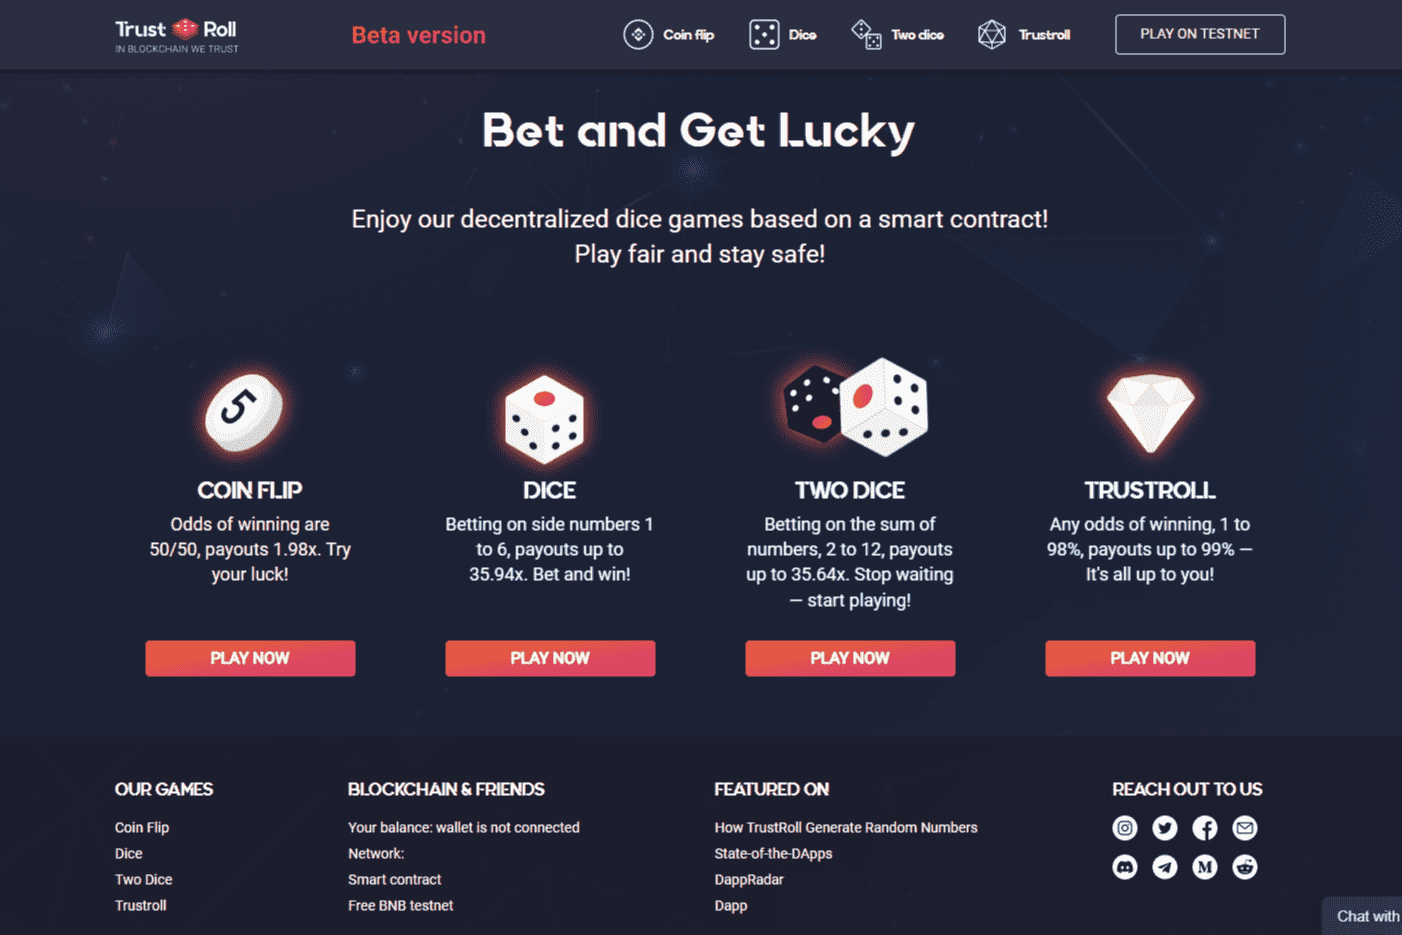 Trust Roll
IN BLOCKCHAIN WE TRUST
Beta version
Coin flip
Dice
Two dice
Trustroll
PLAY ON TESTNET
Bet and Get Lucky
Enjoy our decentralized dice games based on a smart contract!
Play fair and stay safe!
5
COIN FLIP
Odds of winning are
50/50, payouts 1.98x. Try
your luck!
PLAY NOW
DICE
Betting on side numbers 1
to 6, payouts up to
35.94x. Bet and win!
PLAY NOW
TWO DICE
Betting on the sum of
numbers, 2 to 12, payouts
up to 35.64x. Stop waiting
— start playing!
PLAY NOW
TRUSTROLL
Any odds of winning, 1 to
98%, payouts up to 99% —
It's all up to you!
PLAY NOW
OUR GAMES
Coin Flip
Dice
Two Dice
Trustroll
BLOCKCHAIN & FRIENDS
Your balance: wallet is not connected
Network:
Smart contract
Free BNB testnet
FEATURED ON
How TrustRoll Generate Random Numbers
State-of-the-DApps
DappRadar
Dapp
REACH OUT TO US
Chat with